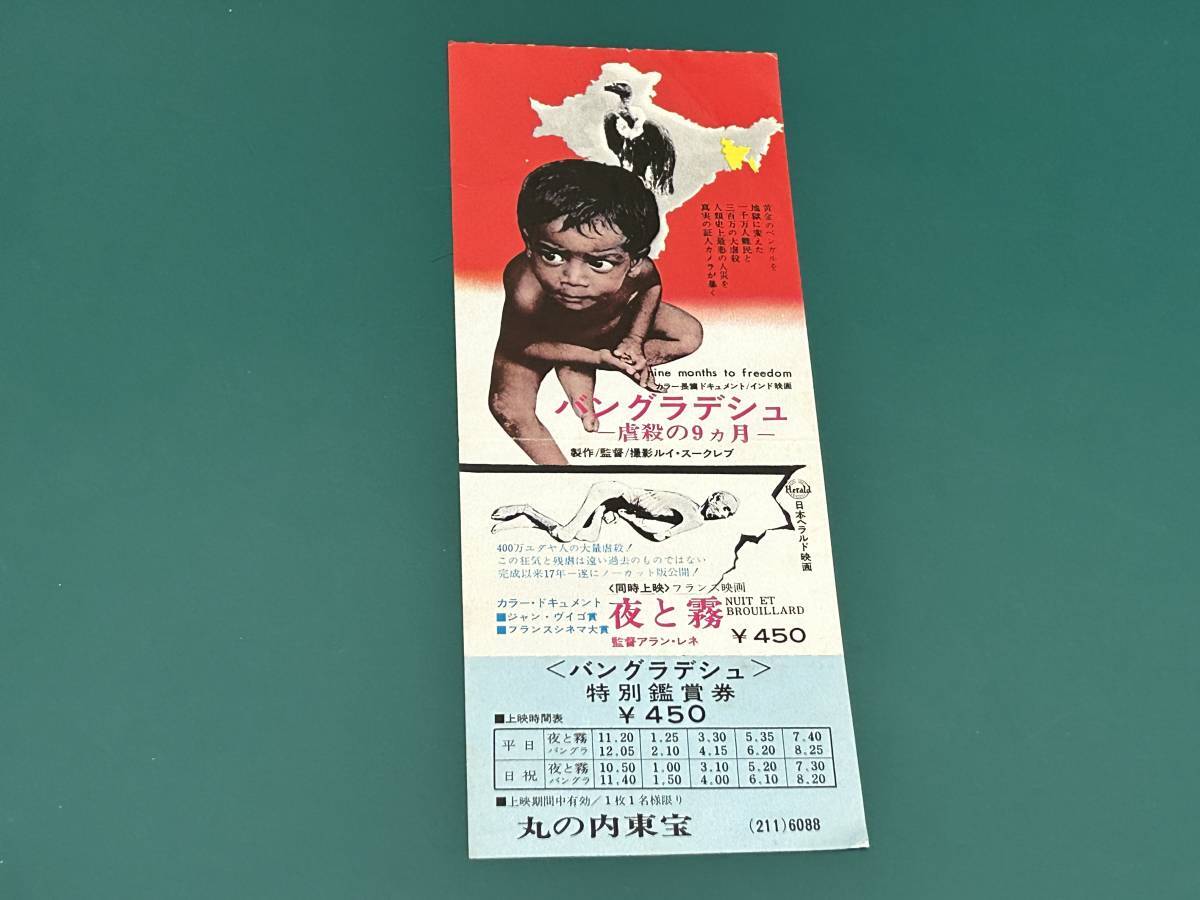 黄金のベンガルを
地獄に変えた
一千万人難民と
三百万の大虐殺
人類史上最悪の人災を
真実の証人カメラが暴く
nine months to freedom
カラー長篇ドキュメント/インド映画
バングラデシュ
—虐殺の9ヵ月—
製作/監督/撮影ルイ・スークレブ
Herald
日本ヘラルド映画
400万ユダヤ人の大量虐殺!
この狂気と残虐は遠い過去のものではない
完成以来17年—遂にノーカット版公開!
〈同時上映〉フランス映画
カラー・ドキュメント
■ジャン・ヴイゴ賞
■フランスシネマ大賞
夜と霧
NUIT ET
BROUILLARD
監督アラン・レネ
¥450
〈バングラデシュ〉
特別鑑賞券
¥450
■上映時間表
平日 夜と霧 11.20 1.25 3.30 5.35 7.40
バングラ 12.05 2.10 4.15 6.20 8.25
日祝 夜と霧 10.50 1.00 3.10 5.20 7.30
バングラ 11.40 1.50 4.00 6.10 8.20
■上映期間中有効/1枚1名様限り
丸の内東宝 (211)6088